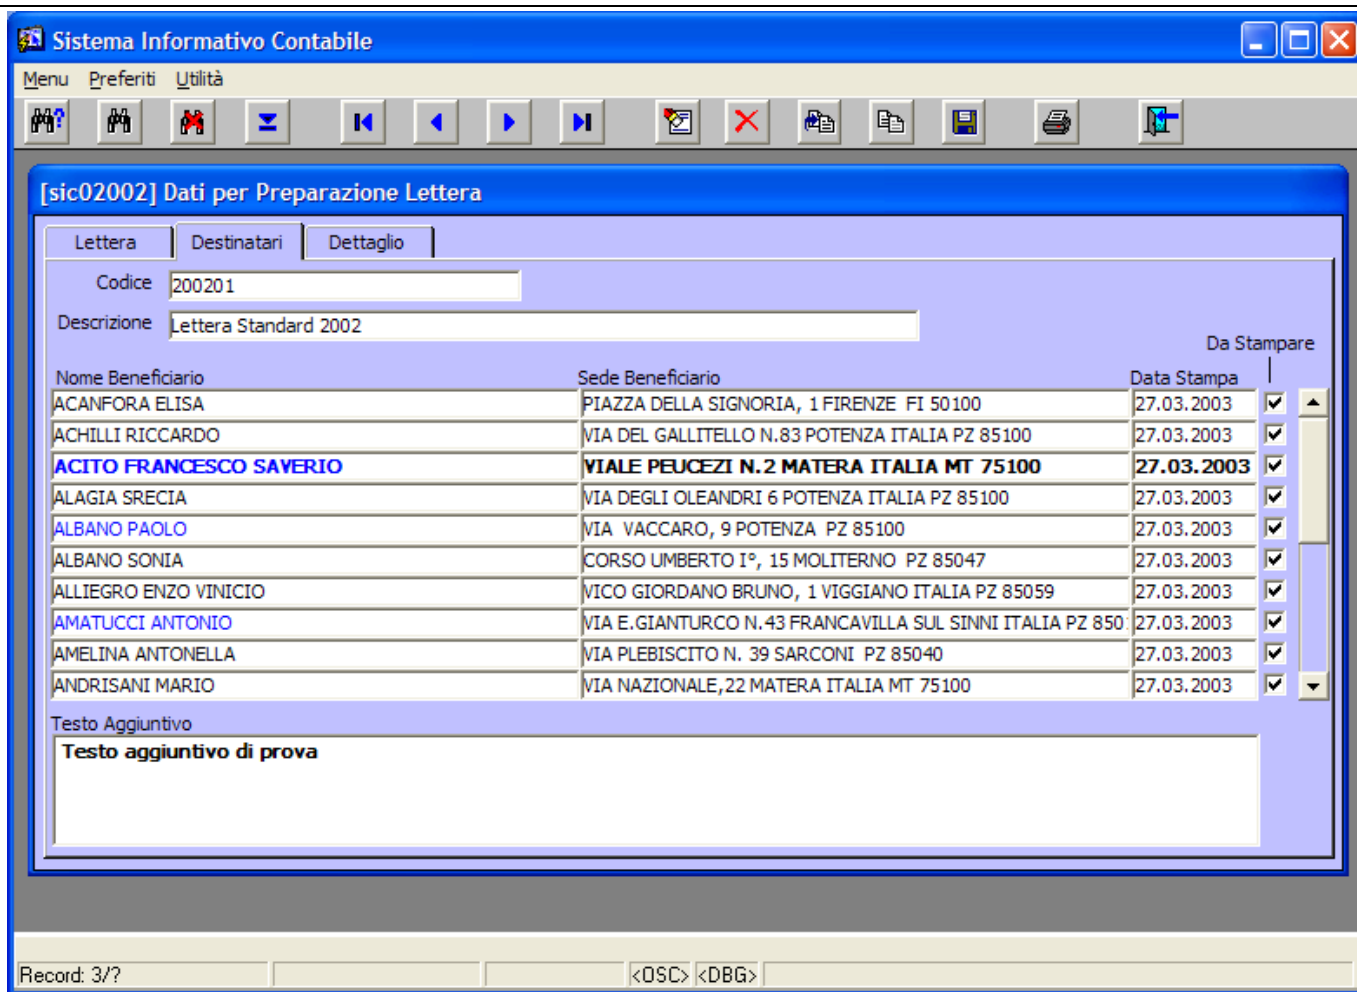 Sistema Informativo Contabile
Menu Preferiti Utilità
[sic02002] Dati per Preparazione Lettera
Lettera Destinatari Dettaglio
Codice 200201
Descrizione Lettera Standard 2002
Da Stampare
Nome Beneficiario Sede Beneficiario Data Stampa
ACANFORA ELISA PIAZZA DELLA SIGNORIA, 1 FIRENZE FI 50100 27.03.2003
ACHILLI RICCARDO VIA DEL GALLITELLO N.83 POTENZA ITALIA PZ 85100 27.03.2003
ACITO FRANCESCO SAVERIO VIALE PEUCEZI N.2 MATERA ITALIA MT 75100 27.03.2003
ALAGIA SRECIA VIA DEGLI OLEANDRI 6 POTENZA ITALIA PZ 85100 27.03.2003
ALBANO PAOLO VIA VACCARO, 9 POTENZA PZ 85100 27.03.2003
ALBANO SONIA CORSO UMBERTO I°, 15 MOLITERNO PZ 85047 27.03.2003
ALLIEGRO ENZO VINICIO VICO GIORDANO BRUNO, 1 VIGGIANO ITALIA PZ 85059 27.03.2003
AMATUCCI ANTONIO VIA E.GIANTURCO N.43 FRANCAVILLA SUL SINNI ITALIA PZ 850 27.03.2003
AMELINA ANTONELLA VIA PLEBISCITO N. 39 SARCONI PZ 85040 27.03.2003
ANDRISANI MARIO VIA NAZIONALE,22 MATERA ITALIA MT 75100 27.03.2003
Testo Aggiuntivo
Testo aggiuntivo di prova
Record: 3/? <OSC> <DBG>